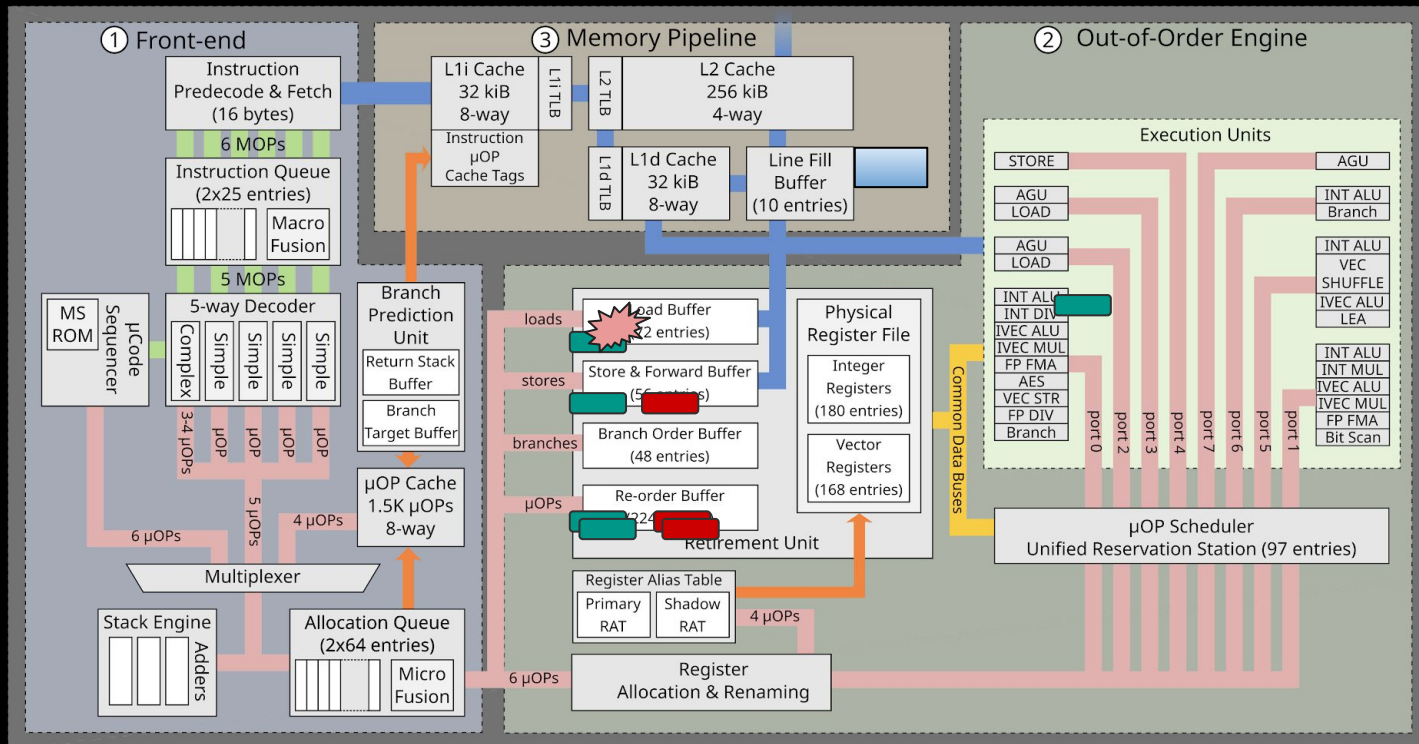 ① Front-end
Instruction
Predecode & Fetch
(16 bytes)
6 MOPs
Instruction Queue
(2x25 entries)
Macro
Fusion
5 MOPs
5-way Decoder
Complex
Simple
Simple
Simple
Simple
MS
ROM
µCode
Sequencer
3-4 µOPs
µOP
µOP
µOP
µOP
Branch
Prediction
Unit
Return Stack
Buffer
Branch
Target Buffer
µOP Cache
1.5K µOPs
8-way
5 µOPs
4 µOPs
6 µOPs
Multiplexer
Stack Engine
Adders
Allocation Queue
(2x64 entries)
Micro
Fusion
③ Memory Pipeline
L1i Cache
32 kiB
8-way
L1i TLB
Instruction
µOP
Cache Tags
L2 TLB
L2 Cache
256 kiB
4-way
L1d TLB
L1d Cache
32 kiB
8-way
Line Fill
Buffer
(10 entries)
② Out-of-Order Engine
loads
Buffer
entries)
stores
Store & Forward Buffer
branches
Branch Order Buffer
(48 entries)
µOPs
Re-order Buffer
Retirement Unit
Physical
Register File
Integer
Registers
(180 entries)
Vector
Registers
(168 entries)
Register Alias Table
Primary
RAT
Shadow
RAT
4 µOPs
6 µOPs
Register
Allocation & Renaming
Common Data Buses
Execution Units
STORE
AGU
LOAD
AGU
LOAD
INT ALU
INT DIV
IVEC ALU
IVEC MUL
FP FMA
AES
VEC STR
FP DIV
Branch
port 0
port 2
port 3
port 4
port 7
port 6
port 5
port 1
AGU
INT ALU
Branch
INT ALU
VEC
SHUFFLE
IVEC ALU
LEA
INT ALU
INT MUL
IVEC ALU
IVEC MUL
FP FMA
Bit Scan
µOP Scheduler
Unified Reservation Station (97 entries)